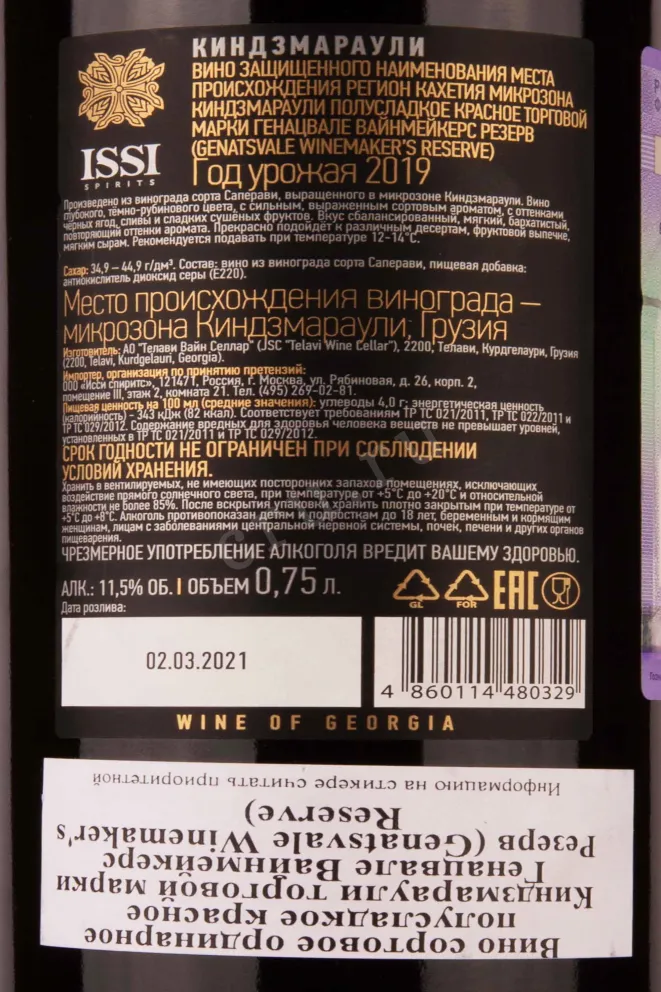 КИНДЗМАРАУЛИ
ВИНО ЗАЩИЩЕННОГО НАИМЕНОВАНИЯ МЕСТА
ПРОИСХОЖДЕНИЯ РЕГИОН КАХЕТИЯ МИКРОЗОНА
КИНДЗМАРАУЛИ ПОЛУСЛАДКОЕ КРАСНОЕ ТОРГОВОЙ
МАРКИ ГЕНАЦВАЛЕ ВАЙНМЕЙКЕРС РЕЗЕРВ
(GENATSVALE WINEMAKER'S RESERVE)
Год урожая 2019
ISSI
SPIRITS
Произведено из винограда сорта Саперави, выращенного в микрозоне Киндзмараули. Вино
глубокого, тёмно-рубинового цвета, с сильным, выраженным сортовым ароматом, с оттенками
чёрных ягод, сливы и сладких сушёных фруктов. Вкус сбалансированный, мягкий, бархатистый,
повторяющий оттенки аромата. Прекрасно подойдёт к различным десертам, фруктовой выпечке,
мягким сырам. Рекомендуется подавать при температуре 12-14°С.
Сахар: 34,9 – 44,9 г/дм³. Состав: вино из винограда сорта Саперави, пищевая добавка:
антиокислитель диоксид серы (Е220).
Место происхождения винограда –
микрозона Киндзмараули, Грузия
Изготовитель: АО "Телави Вайн Селлар" (JSC "Telavi Wine Cellar"), 2200, Телави, Курдгелаури, Грузия
(2200, Telavi, Kurdgelauri, Georgia).
Импортер, организация по принятию претензий:
ООО «Исси спиритс», 121471, Россия, г. Москва, ул. Рябиновая, д. 26, корп. 2,
помещение III, этаж 2, комната 21. Тел. (495) 269-02-81.
Пищевая ценность на 100 мл (средние значения): углеводы 4,0 г; энергетическая ценность
(калорийность) - 343 кДж (82 ккал). Соответствует требованиям ТР ТС 021/2011, ТР ТС 022/2011 и
ТР ТС 029/2012. Содержание вредных для здоровья человека веществ не превышает уровней,
установленных в ТР ТС 021/2011 и ТР ТС 029/2012.
СРОК ГОДНОСТИ НЕ ОГРАНИЧЕН ПРИ СОБЛЮДЕНИИ
УСЛОВИЙ ХРАНЕНИЯ.
Хранить в вентилируемых, не имеющих посторонних запахов помещениях, исключающих
воздействие прямого солнечного света, при температуре от +5°С до +20°С и относительной
влажности не более 85%. После вскрытия упаковки хранить плотно закрытым при температуре от
+5°С до +8°С. Алкоголь противопоказан детям и подросткам до 18 лет, беременным и кормящим
женщинам, лицам с заболеваниями центральной нервной системы, почек, печени и других органов
пищеварения.
ЧРЕЗМЕРНОЕ УПОТРЕБЛЕНИЕ АЛКОГОЛЯ ВРЕДИТ ВАШЕМУ ЗДОРОВЬЮ.
АЛК.: 11,5% ОБ. I ОБЪЕМ 0,75 л.
GL
FOR
EAC
Дата розлива:
02.03.2021
4 860114 480329
WINE OF GEORGIA
Вино сортовое ординарное
полусладкое красное
Киндзмараули торговой марки
Генацвале Вайнмейкерс
Резерв (Genatsvale Winemaker's
Reserve)
Информацию на стикере считать приоритетной